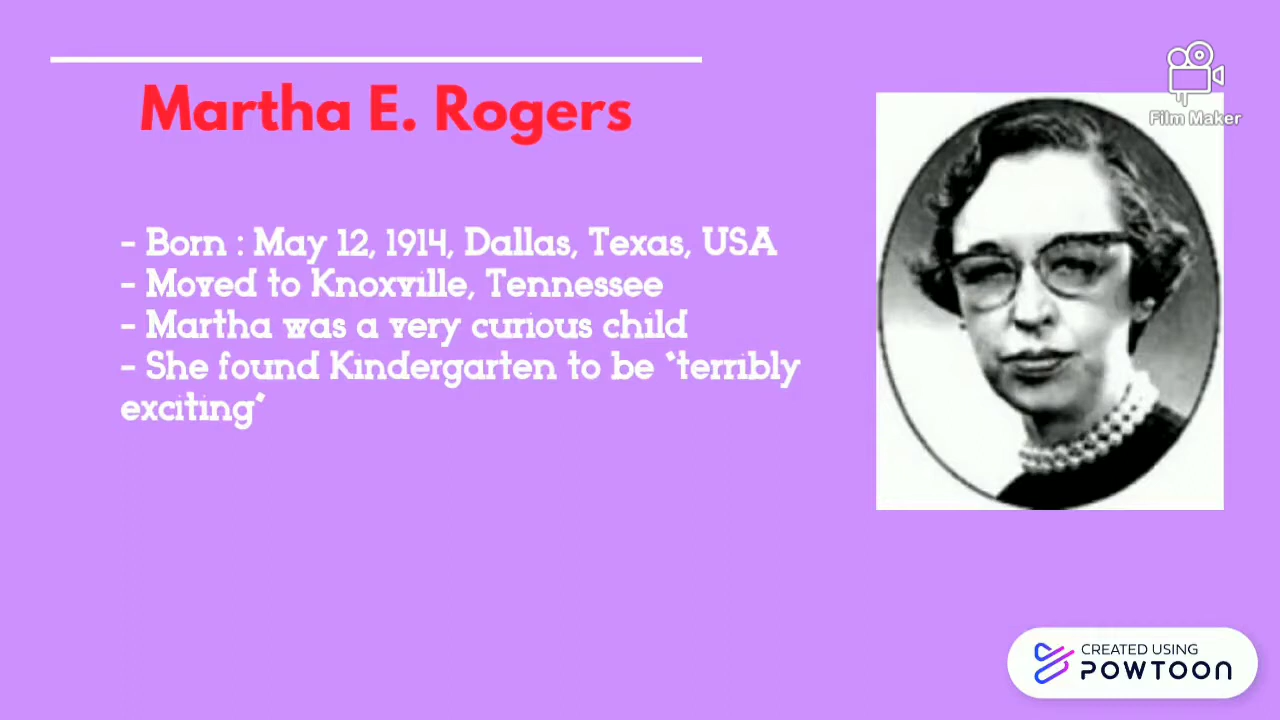 Film Maker
Martha E. Rogers
- Born : May 12, 1914, Dallas, Texas, USA
- Moved to Knoxville, Tennessee
- Martha was a very curious child
- She found Kindergarten to be "terribly
exciting"
CREATED USING
POWTOON